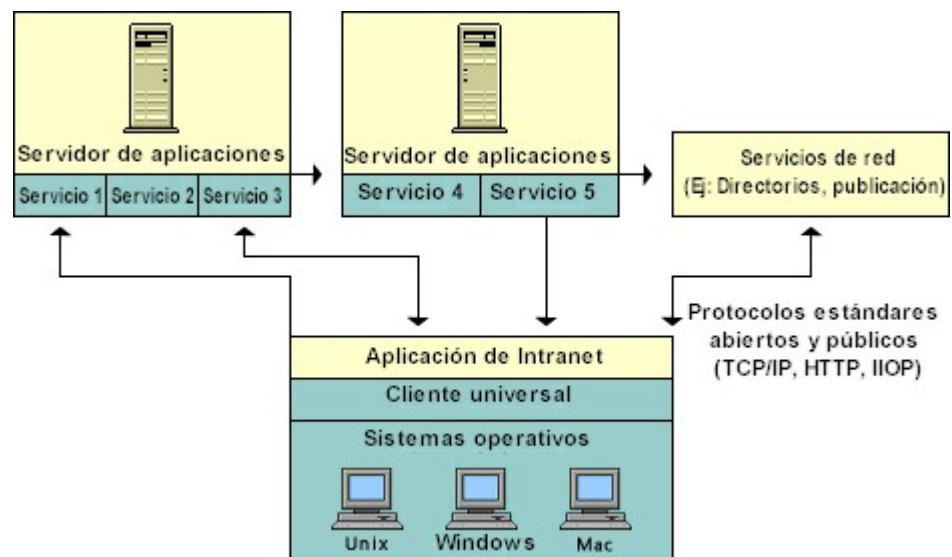 Servidor de aplicaciones
Servicio 1
Servicio 2
Servicio 3
Servidor de aplicaciones
Servicio 4
Servicio 5
Servicios de red
(Ej: Directorios, publicación)
Protocolos estándares
abiertos y públicos
(TCP/IP, HTTP, IIOP)
Aplicación de Intranet
Cliente universal
Sistemas operativos
Unix
Windows
Mac